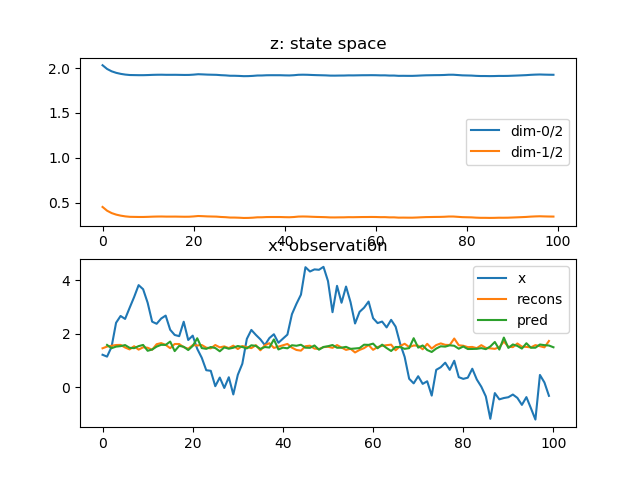 z: state space
2.0
1.5
1.0
0.5
dim-0/2
dim-1/2
0 20 40 60 80 100
x: observation
4
2
0
x
recons
pred
0 20 40 60 80 100